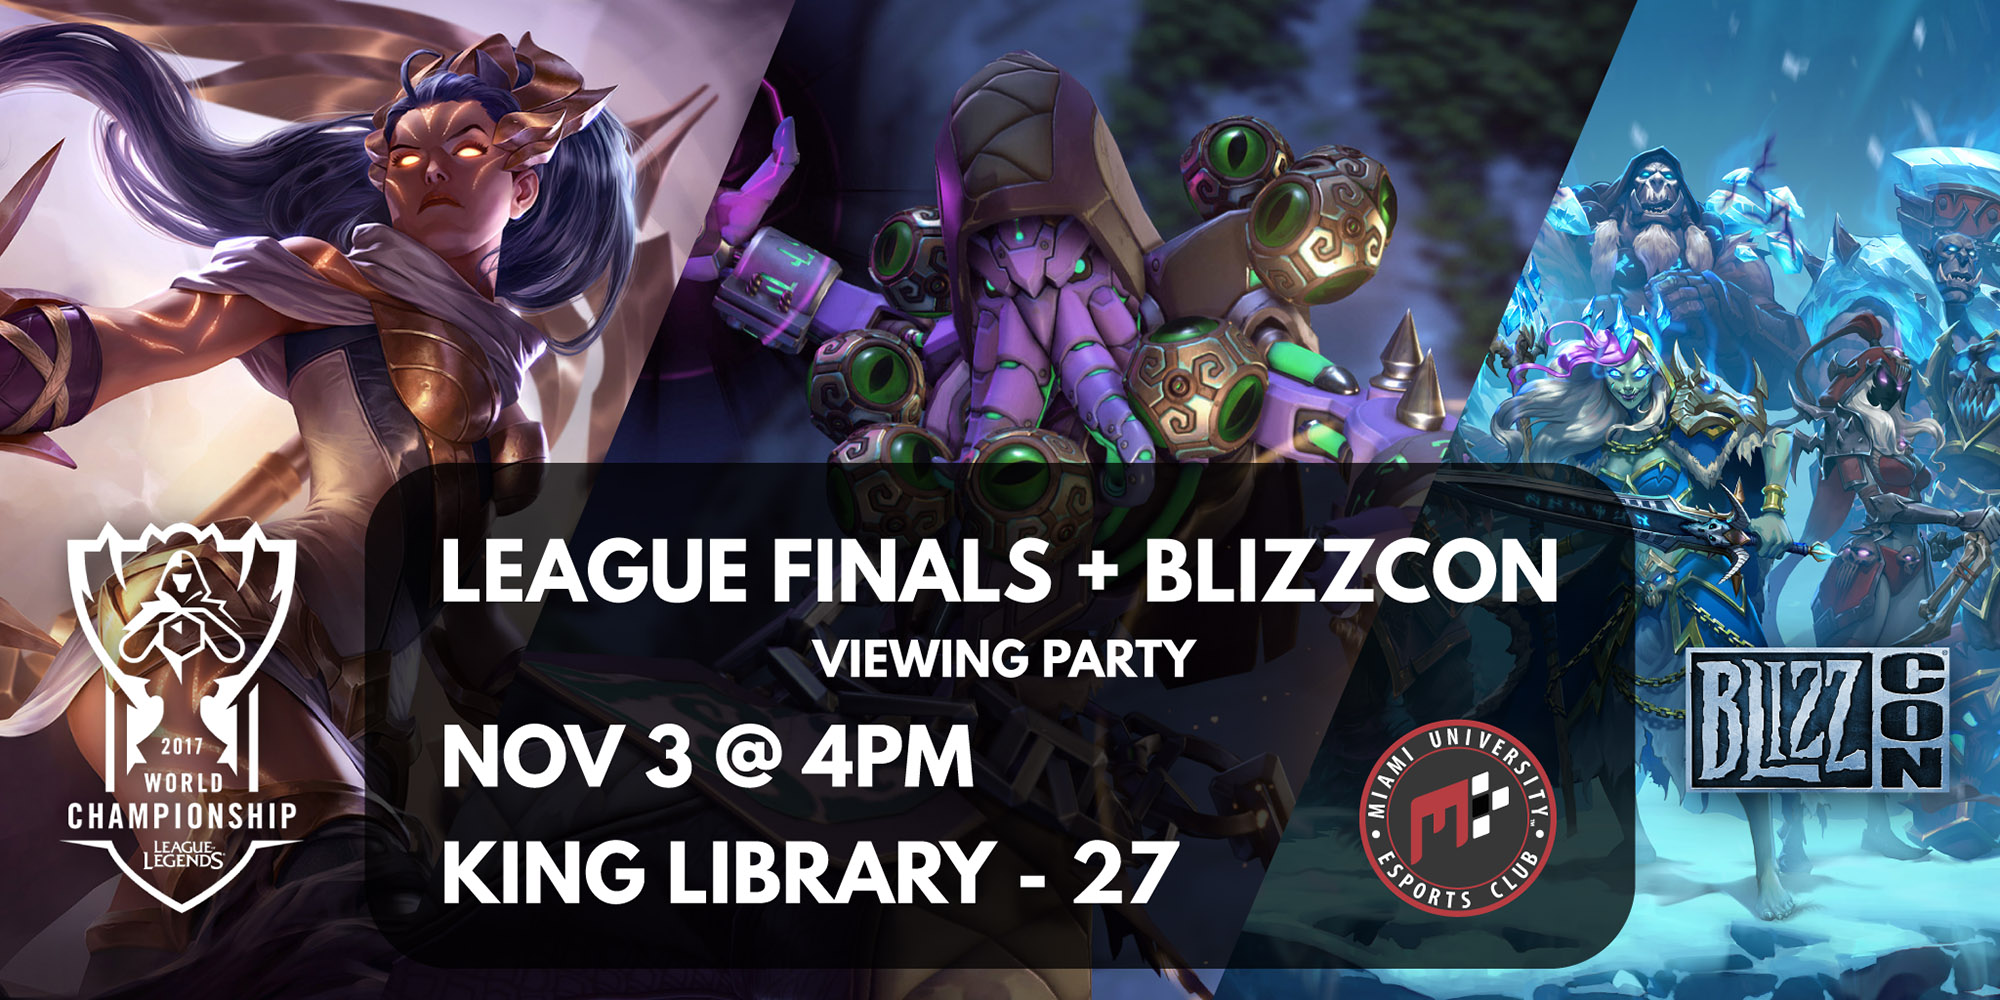 LEAGUE FINALS + BLIZZCON
VIEWING PARTY
NOV 3 @ 4PM
KING LIBRARY - 27
2017
WORLD
CHAMPIONSHIP
LEAGUE OF
LEGENDS
MIAMI UNIVERSITY
ESPORTS CLUB
BLIZZ
CON